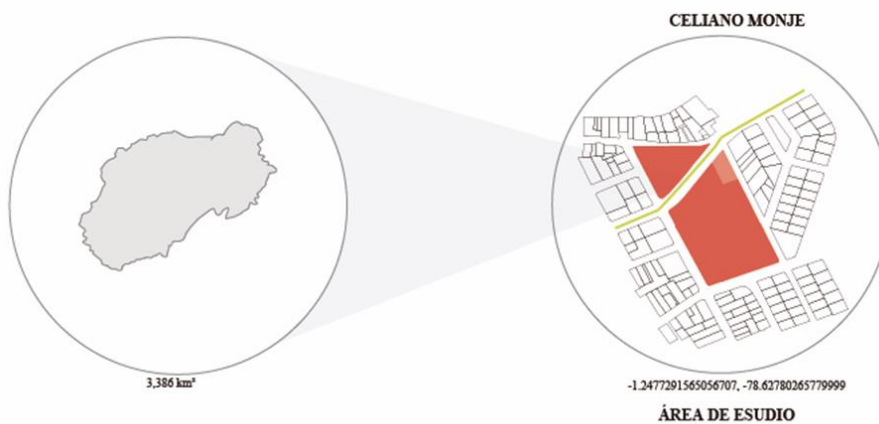 CELIANO MONJE
3,386 km²
-1.2477291565056707, -78.62780265779999
ÁREA DE ESUDIO